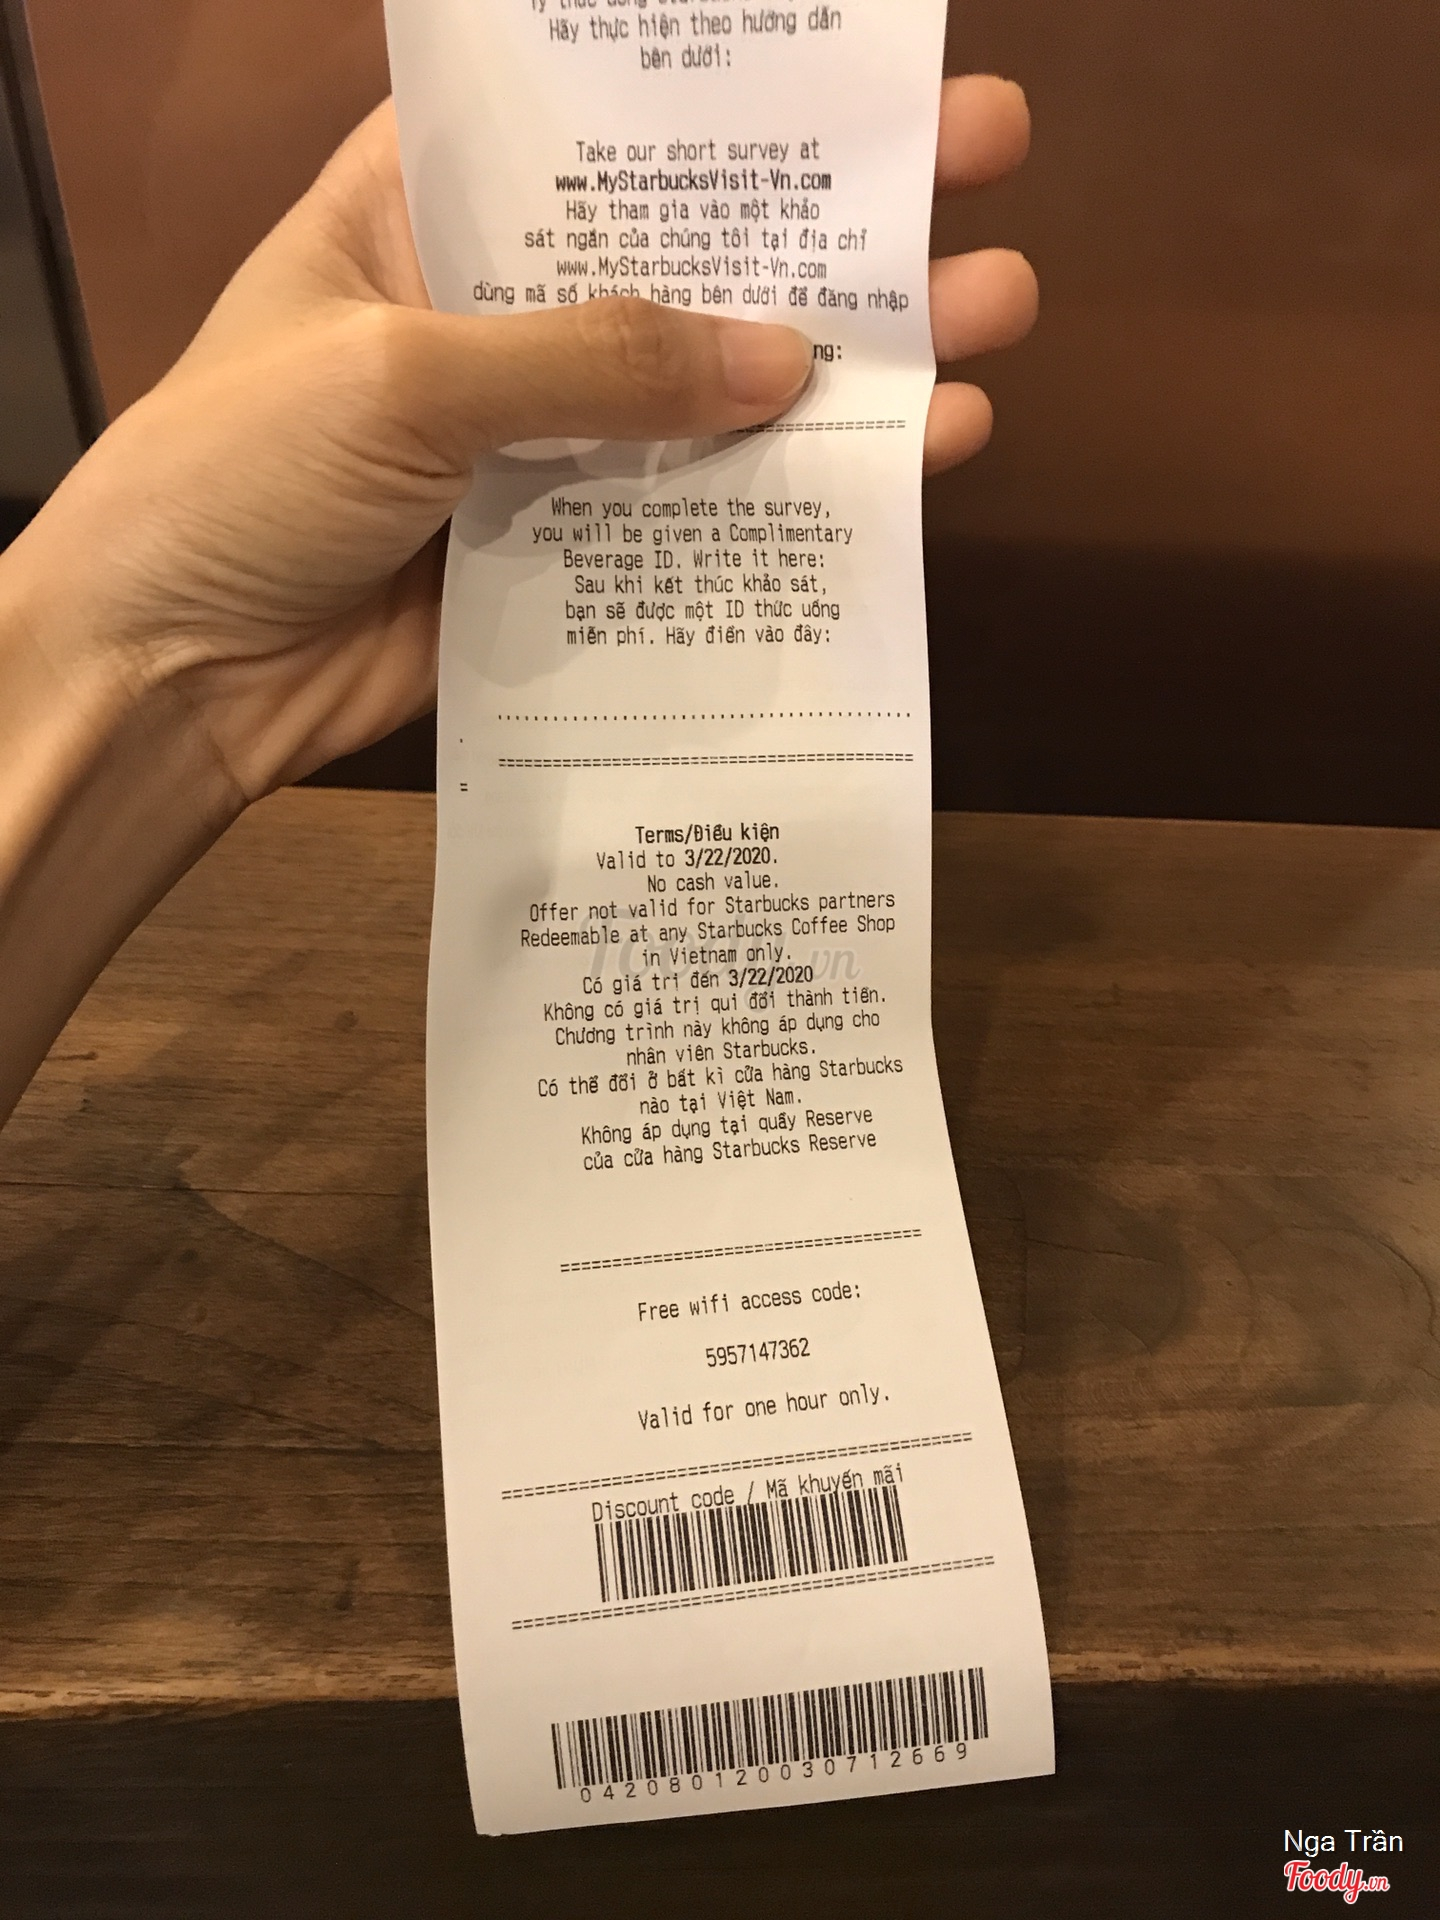 Hãy thực hiện theo hướng dẫn
bên dưới:
Take our short survey at
www.MyStarbucksVisit-Vn.com
Hãy tham gia vào một khảo
sát ngắn của chúng tôi tại địa chỉ
www.MyStarbucksVisit-Vn.com
dùng mã số khách hàng bên dưới để đăng nhập
ng:
================
When you complete the survey,
you will be given a Complimentary
Beverage ID. Write it here:
Sau khi kết thúc khảo sát,
bạn sẽ được một ID thức uống
miễn phí. Hãy điền vào đây:
Terms/Điều kiện
Valid to 3/22/2020.
No cash value.
Offer not valid for Starbucks partners
Redeemable at any Starbucks Coffee Shop
in Vietnam only.
Có giá trị đến 3/22/2020
Không có giá trị qui đổi thành tiền.
Chương trình này không áp dụng cho
nhân viên Starbucks.
Có thể đổi ở bất kì cửa hàng Starbucks
nào tại Việt Nam.
Không áp dụng tại quầy Reserve
của cửa hàng Starbucks Reserve
Free wifi access code:
5957147362
Valid for one hour only.
Discount code / Mã khuyến mãi
042080120030712669
Foody.vn
Nga Trần
Foody.vn